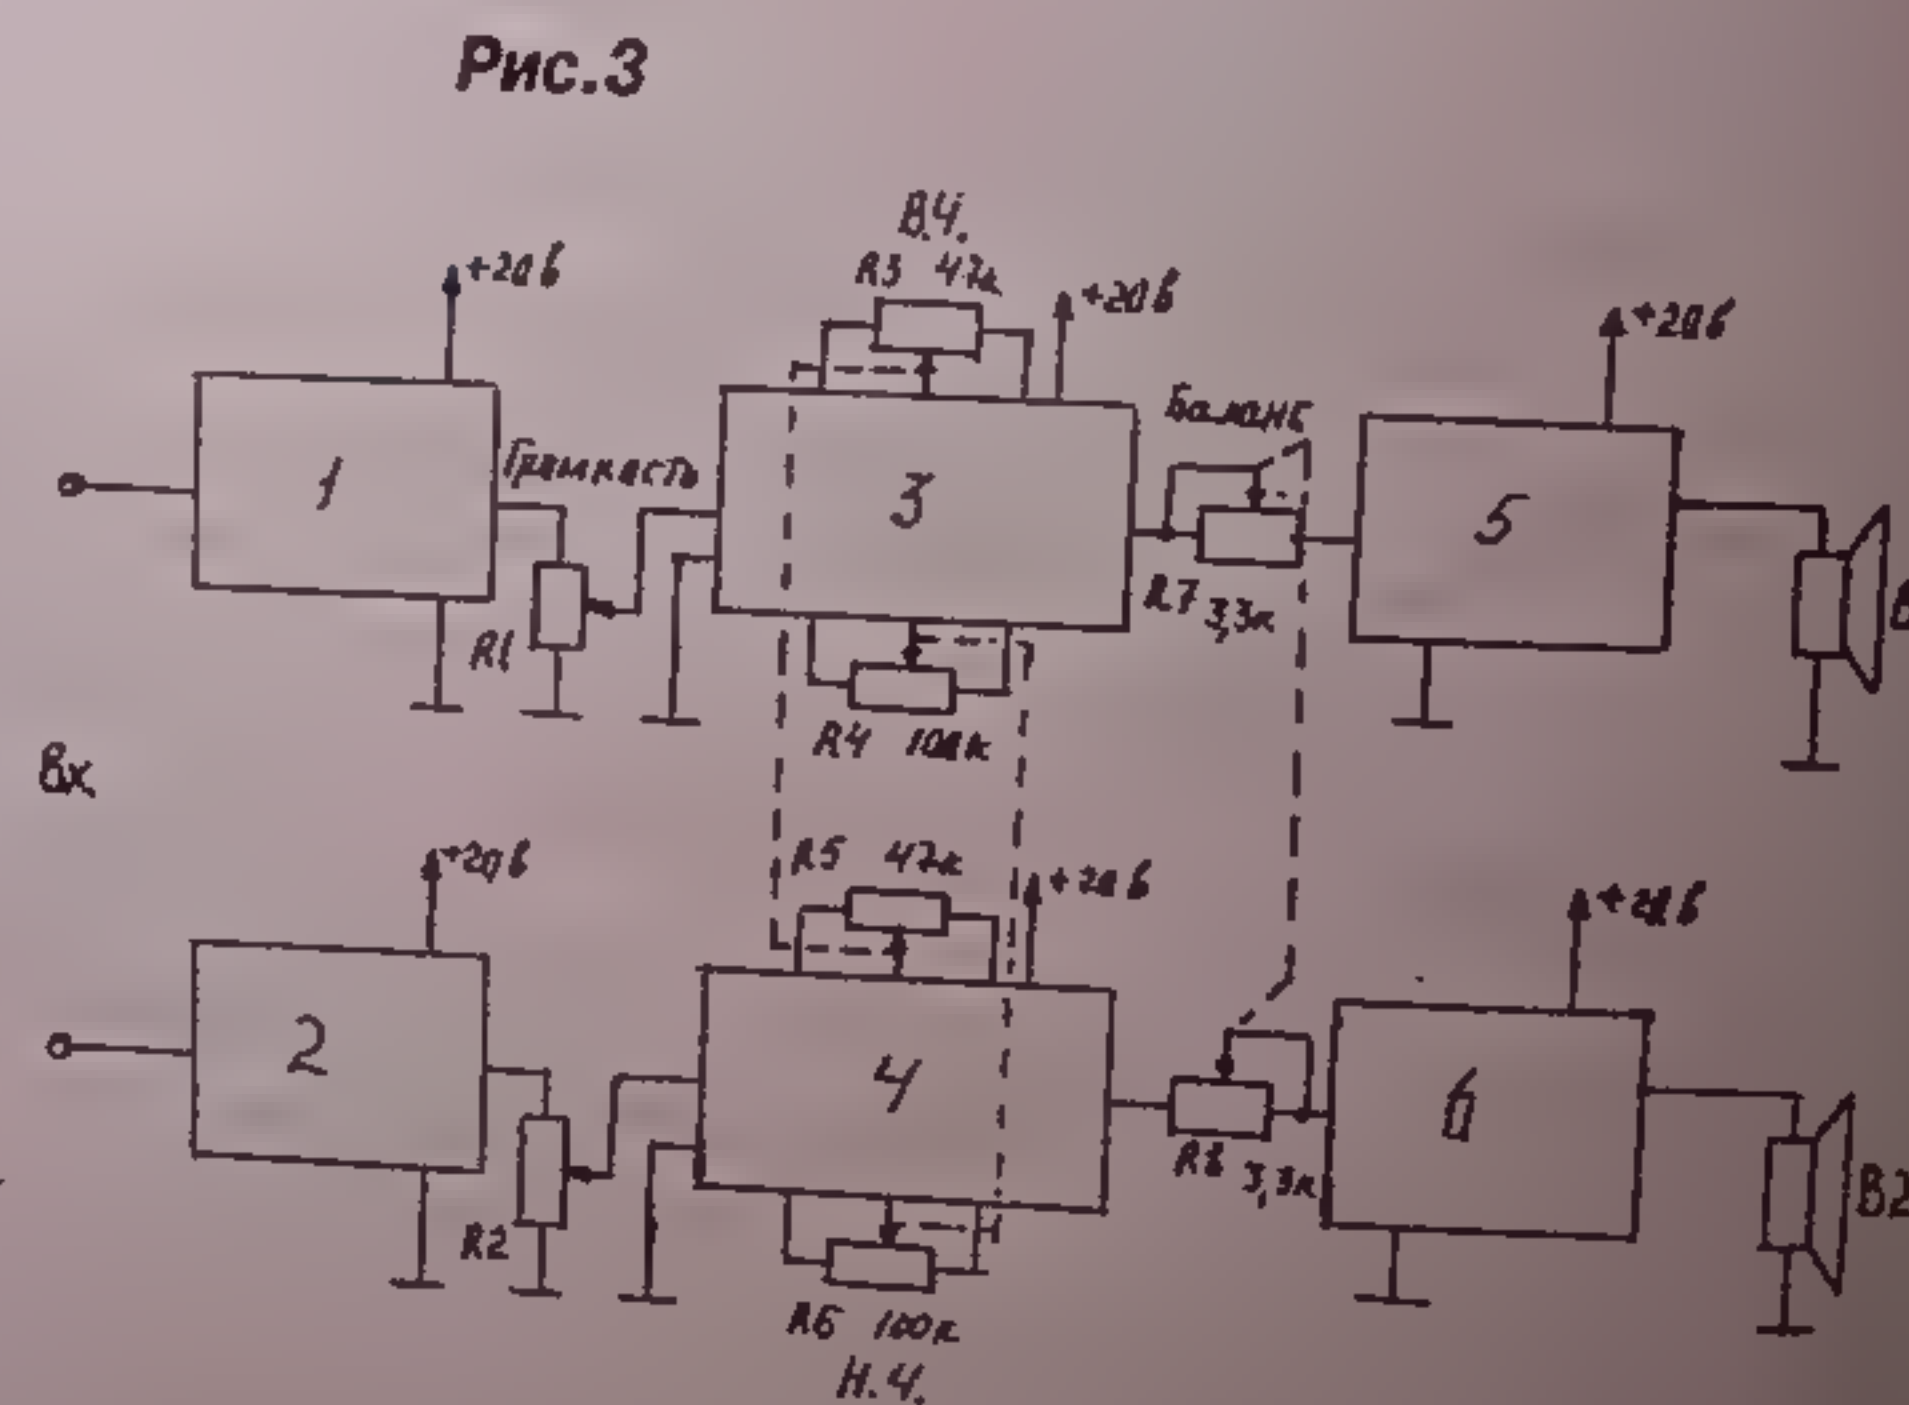 Рис.3
В.Ч.
R3 47к
+20в
+20в
+20в
Громкость
Баланс
1
3
5
R1
R7 3,3к
R4 100к
Вх
R5 47к
+20в
+20в
+20в
2
4
6
R2
R8 3,3к
B2
R6 100к
Н.Ч.